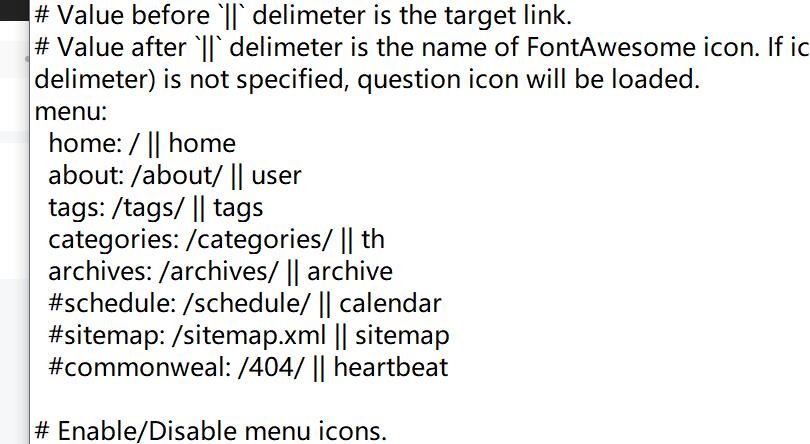 # Value before `||` delimeter is the target link.
# Value after `||` delimeter is the name of FontAwesome icon. If
delimeter) is not specified, question icon will be loaded.
menu:
  home: / || home
  about: /about/ || user
  tags: /tags/ || tags
  categories: /categories/ || th
  archives: /archives/ || archive
  #schedule: /schedule/ || calendar
  #sitemap: /sitemap.xml || sitemap
  #commonweal: /404/ || heartbeat
# Enable/Disable menu icons.